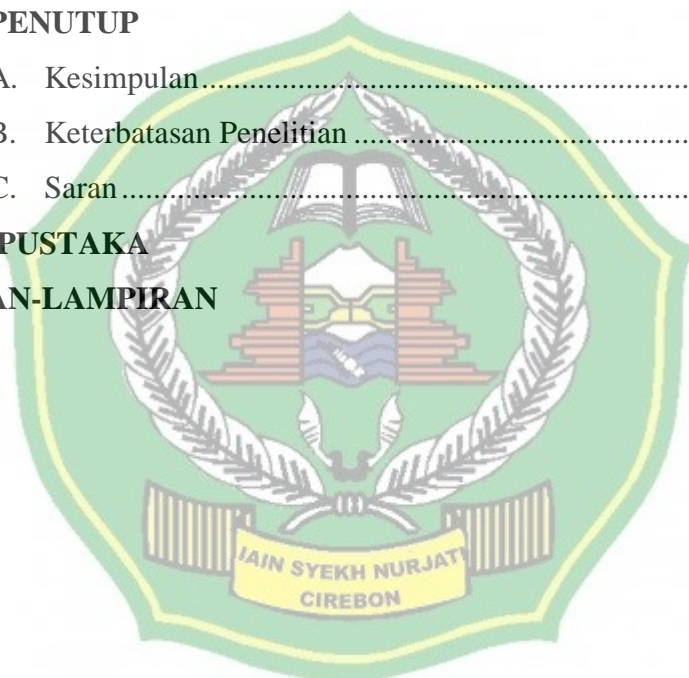 PENUTUP
A. Kesimpulan
B. Keterbatasan Penelitian
C. Saran
PUSTAKA
AN-LAMPIRAN
IAIN SYEKH NURJATI
CIREBON